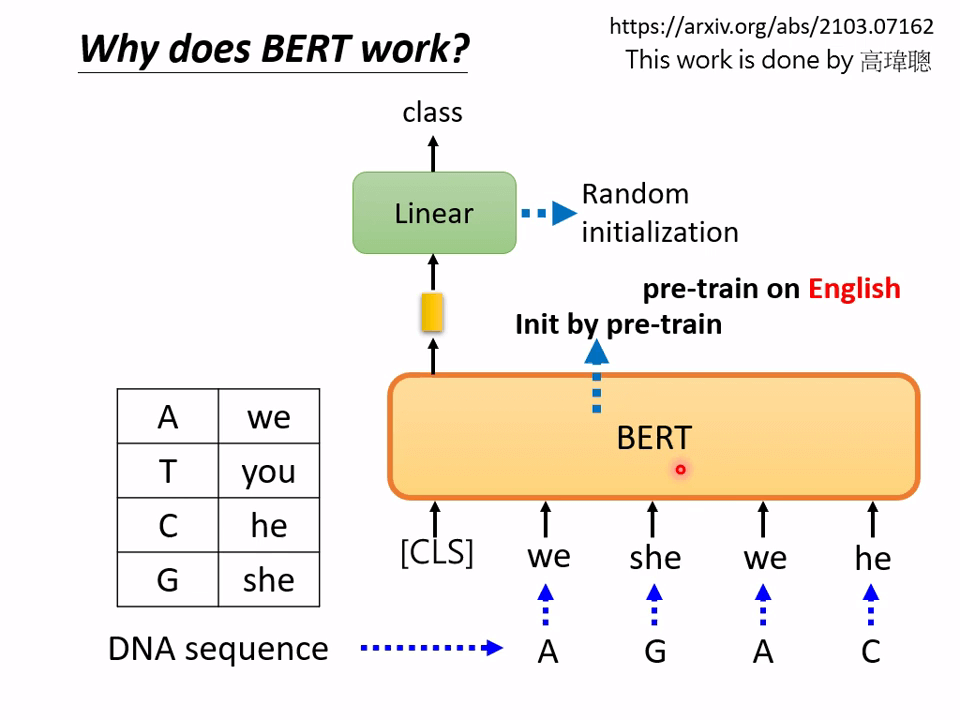 Why does BERT work?
https://arxiv.org/abs/2103.07162
This work is done by 高瑋聰
class
Linear
Random
initialization
pre-train on English
Init by pre-train
BERT
A we
T you
C he
G she
[CLS] we she we he
DNA sequence A G A C